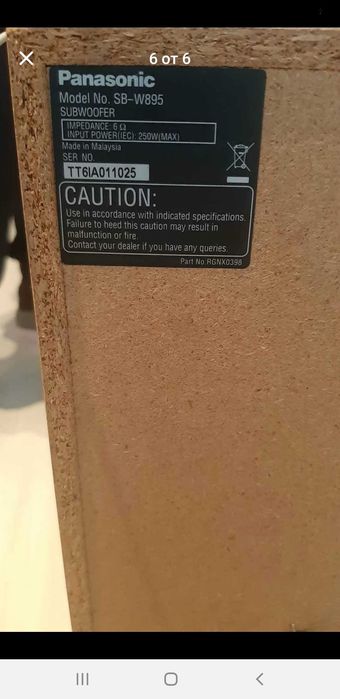 6 от 6
Panasonic
Model No. SB-W895
SUBWOOFER
IMPEDANCE: 6 Ω
INPUT POWER(IEC): 250W(MAX)
Made in Malaysia
SER NO.
TT6IA011025
CAUTION:
Use in accordance with indicated specifications.
Failure to heed this caution may result in
malfunction or fire.
Contact your dealer if you have any queries.
Part No.RGNX0398